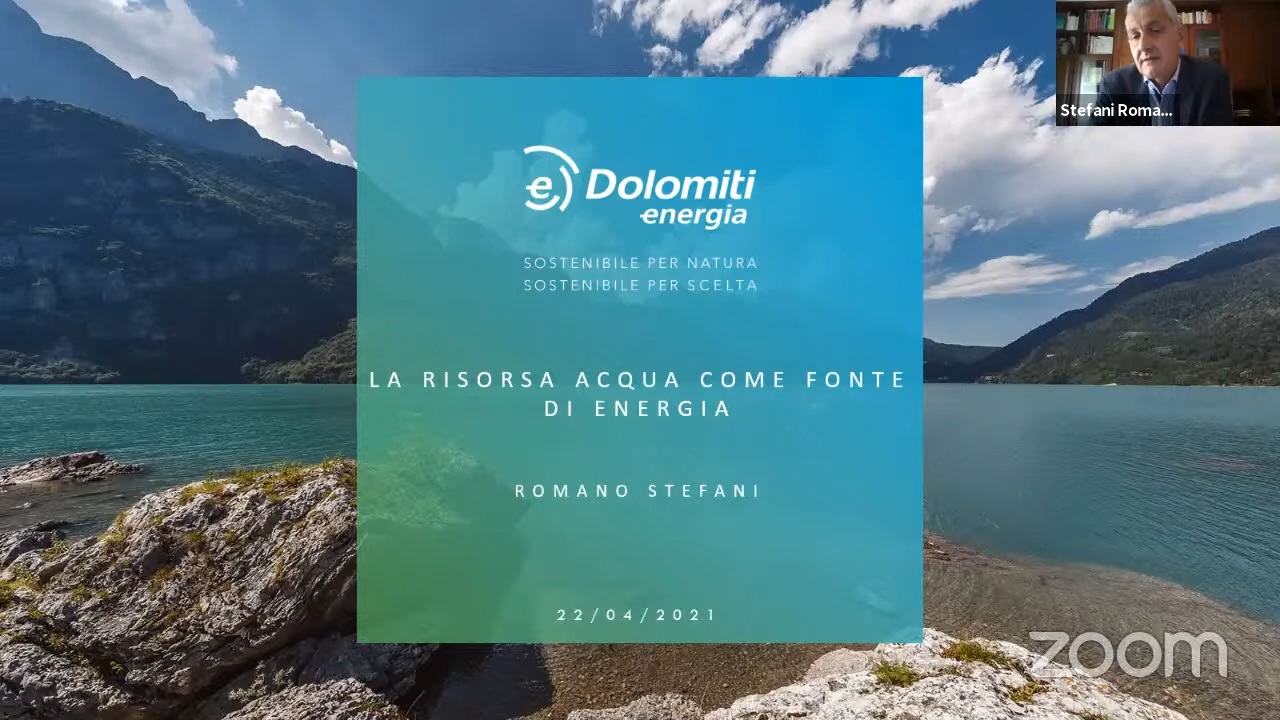 Stefani Roma...
e Dolomiti
energia
SOSTENIBILE PER NATURA
SOSTENIBILE PER SCELTA
LA RISORSA ACQUA COME FONTE
DI ENERGIA
ROMANO STEFANI
22/04/2021
zoom